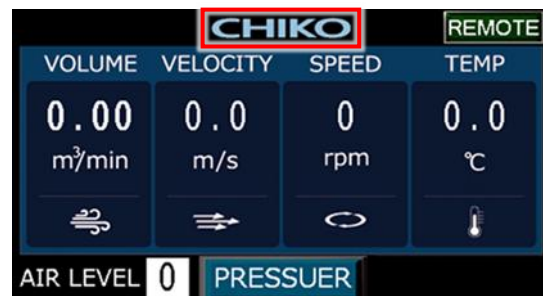 CHIKO REMOTE
VOLUME VELOCITY SPEED TEMP
0.00 0.0 0 0.0
m³/min m/s rpm ℃
AIR LEVEL 0 PRESSUER